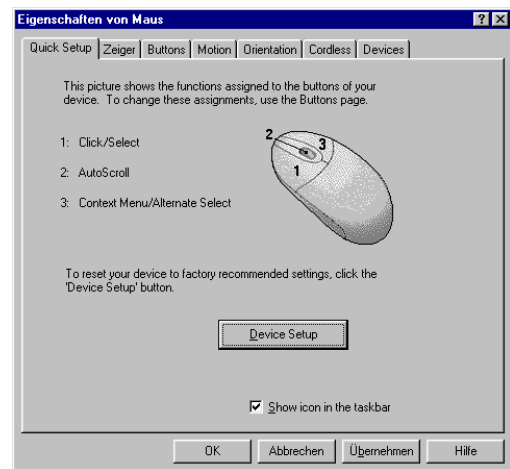 Eigenschaften von Maus
Quick Setup Zeiger Buttons Motion Orientation Cordless Devices
This picture shows the functions assigned to the buttons of your
device. To change these assignments, use the Buttons page.
1: Click/Select
2: AutoScroll
3: Context Menu/Alternate Select
2
3
1
To reset your device to factory recommended settings, click the
'Device Setup' button.
Device Setup
Show icon in the taskbar
OK Abbrechen Übernehmen Hilfe